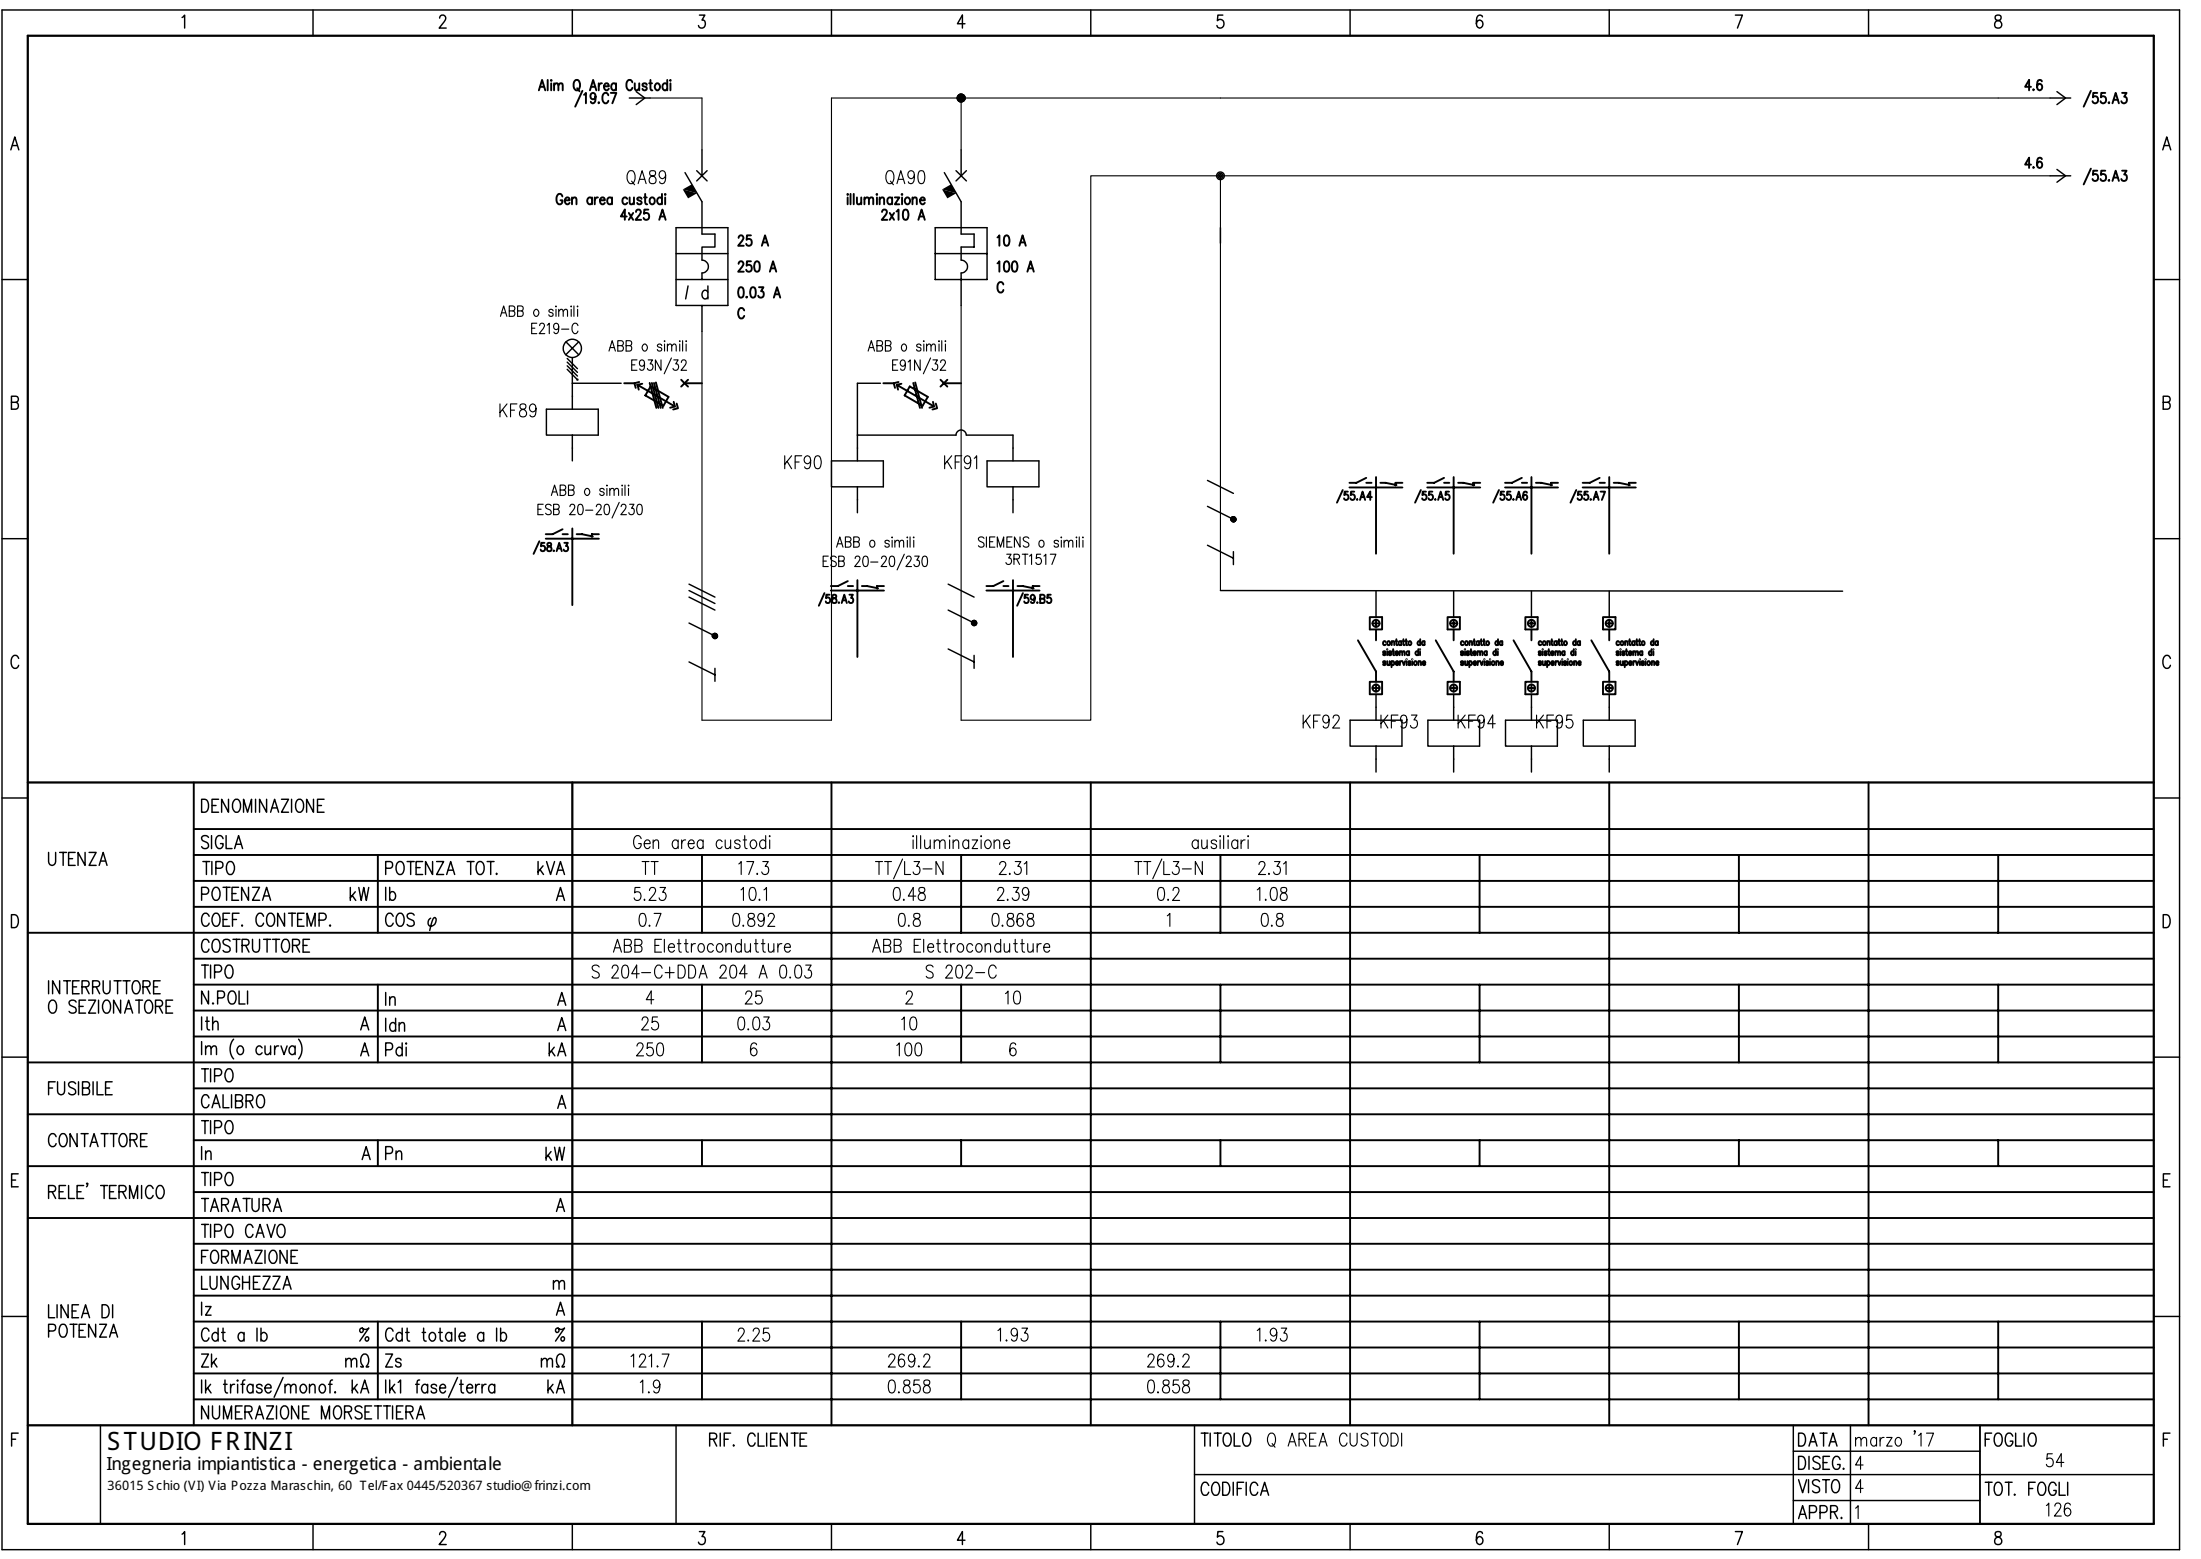 1 2 3 4 5 6 7 8
Alim Q Area Custodi
/19.C7
4.6 /55.A3
A A
4.6 /55.A3
QA89
Gen area custodi
4x25 A
25 A
250 A
I d 0.03 A
C
QA90
illuminazione
2x10 A
10 A
100 A
C
ABB o simili
E219-C
ABB o simili
E93N/32
ABB o simili
E91N/32
B B
KF89
KF90
KF91
ABB o simili
ESB 20-20/230
/58.A3
ABB o simili
ESB 20-20/230
/58.A3
SIEMENS o simili
3RT1517
/59.B5
/55.A4 /55.A5 /55.A6 /55.A7
C C
contatto da
sistema di
supervisione
contatto da
sistema di
supervisione
contatto da
sistema di
supervisione
contatto da
sistema di
supervisione
KF92 KF93 KF94 KF95
UTENZA
DENOMINAZIONE
SIGLA Gen area custodi illuminazione ausiliari
TIPO POTENZA TOT. kVA TT 17.3 TT/L3-N 2.31 TT/L3-N 2.31
POTENZA kW Ib A 5.23 10.1 0.48 2.39 0.2 1.08
COEF. CONTEMP. COS φ 0.7 0.892 0.8 0.868 1 0.8
D D
INTERRUTTORE
O SEZIONATORE
COSTRUTTORE ABB Elettrocondutture ABB Elettrocondutture
TIPO S 204-C+DDA 204 A 0.03 S 202-C
N.POLI In A 4 25 2 10
Ith A Idn A 25 0.03 10
Im (o curva) A Pdi kA 250 6 100 6
FUSIBILE
TIPO
CALIBRO A
CONTATTORE
TIPO
In A Pn kW
E E
RELE' TERMICO
TIPO
TARATURA A
LINEA DI
POTENZA
TIPO CAVO
FORMAZIONE
LUNGHEZZA m
Iz A
Cdt a Ib % Cdt totale a Ib % 2.25 1.93 1.93
Zk mΩ Zs mΩ 121.7 269.2 269.2
Ik trifase/monof. kA Ik1 fase/terra kA 1.9 0.858 0.858
NUMERAZIONE MORSETTIERA
F F
STUDIO FRINZI
Ingegneria impiantistica - energetica - ambientale
36015 Schio (VI) Via Pozza Maraschin, 60 Tel/Fax 0445/520367 studio@frinzi.com
RIF. CLIENTE
TITOLO Q AREA CUSTODI
CODIFICA
DATA marzo '17
DISEG. 4
VISTO 4
APPR. 1
FOGLIO
54
TOT. FOGLI
126
1 2 3 4 5 6 7 8